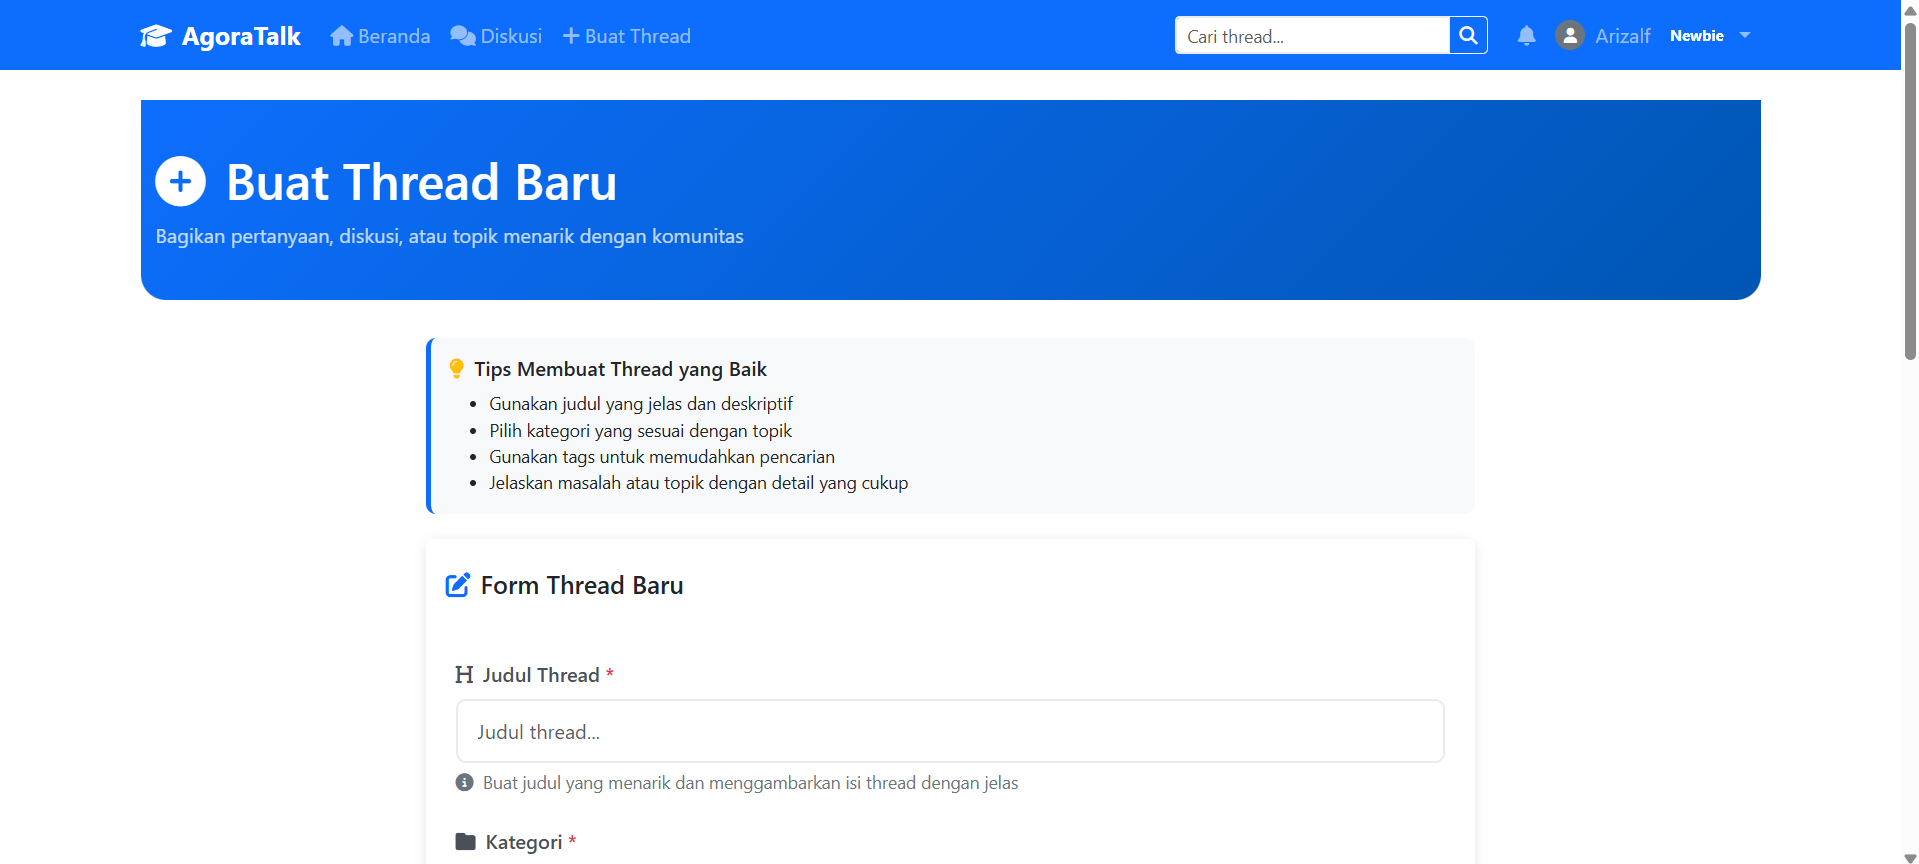 AgoraTalk Beranda Diskusi Buat Thread Cari thread... Arizalf Newbie
Buat Thread Baru
Bagikan pertanyaan, diskusi, atau topik menarik dengan komunitas
Tips Membuat Thread yang Baik
Gunakan judul yang jelas dan deskriptif
Pilih kategori yang sesuai dengan topik
Gunakan tags untuk memudahkan pencarian
Jelaskan masalah atau topik dengan detail yang cukup
Form Thread Baru
Judul Thread *
Judul thread...
Buat judul yang menarik dan menggambarkan isi thread dengan jelas
Kategori *